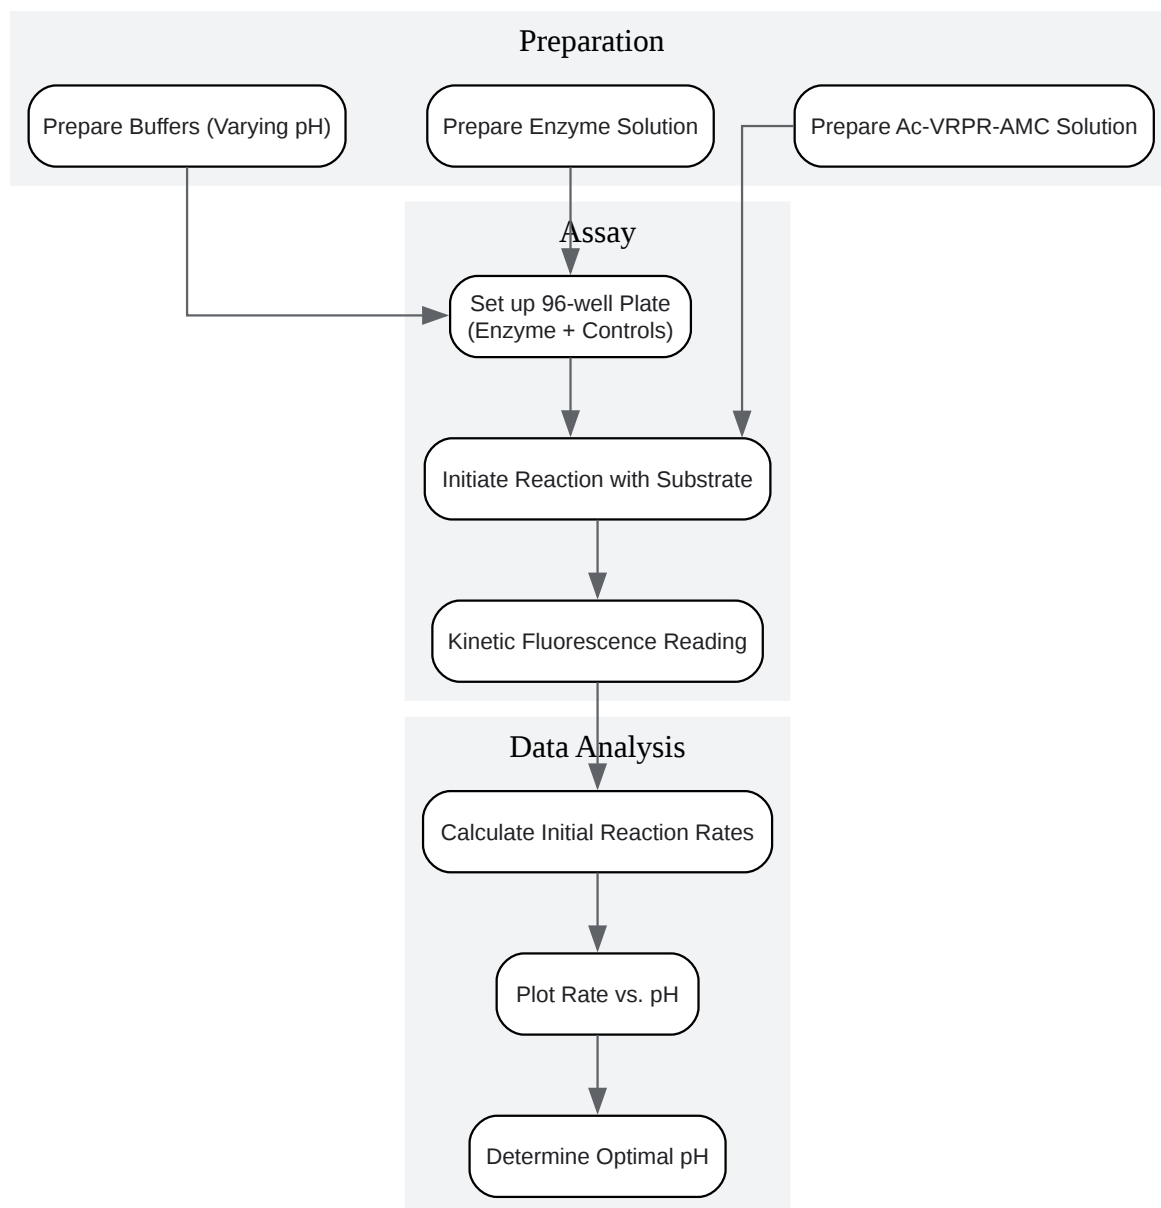 Preparation
Prepare Buffers (Varying pH)
Prepare Enzyme Solution
Prepare Ac-VRPR-AMC Solution
Assay
Set up 96-well Plate
(Enzyme + Controls)
Initiate Reaction with Substrate
Kinetic Fluorescence Reading
Data Analysis
Calculate Initial Reaction Rates
Plot Rate vs. pH
Determine Optimal pH